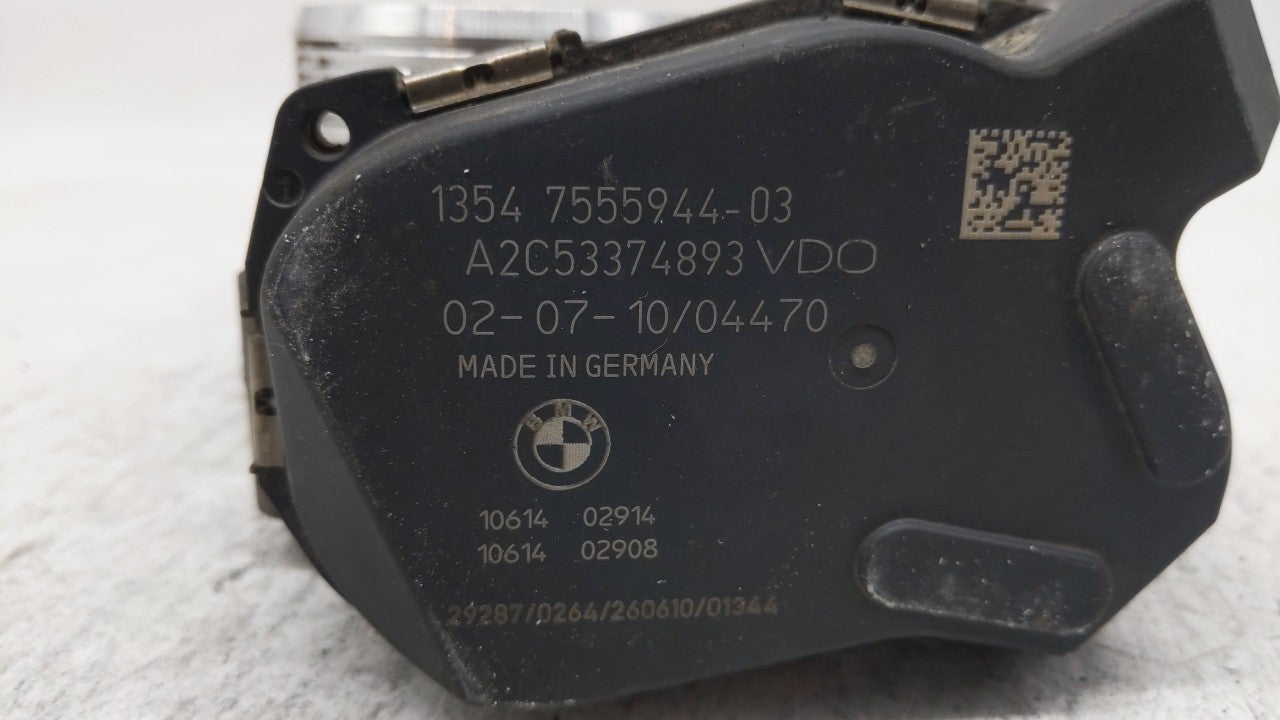 1354 7555944-03
A2C53374893 VDO
02-07-10/04470
MADE IN GERMANY
BMW
10614 02914
10614 02908
29287/0264/260610/01344